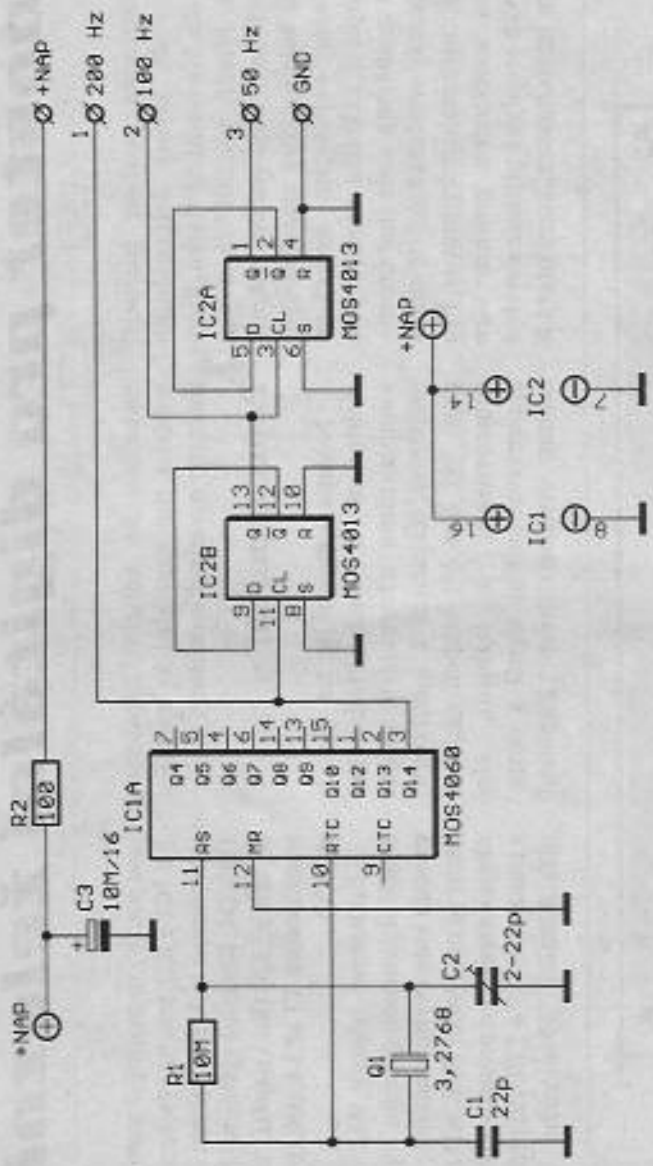 *NAP
R2
100
+NAP
C3
10M/16
+
1
200 Hz
2
100 Hz
3
50 Hz
GND
R1
10M
Q1
3,2768
C1
22p
C2
2-22p
IC1A
11
RS
12
MR
10
RTC
9
CTC
Q4 7
Q5 5
Q6 4
Q7 6
Q8 14
Q9 13
Q10 15
Q12 1
Q13 2
Q14 3
MOS4060
IC2B
9 D Q 13
11 CL Q 12
8 S R 10
MOS4013
IC2A
5 D Q 1
3 CL Q 2
6 S R 4
MOS4013
+NAP
16
14
IC1
IC2
8
7